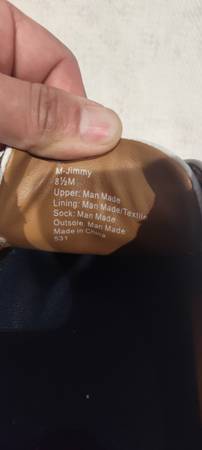 M-Jimmy
8½M
Upper: Man Made
Lining: Man Made/Textile
Sock: Man Made
Outsole: Man Made
Made in China
531